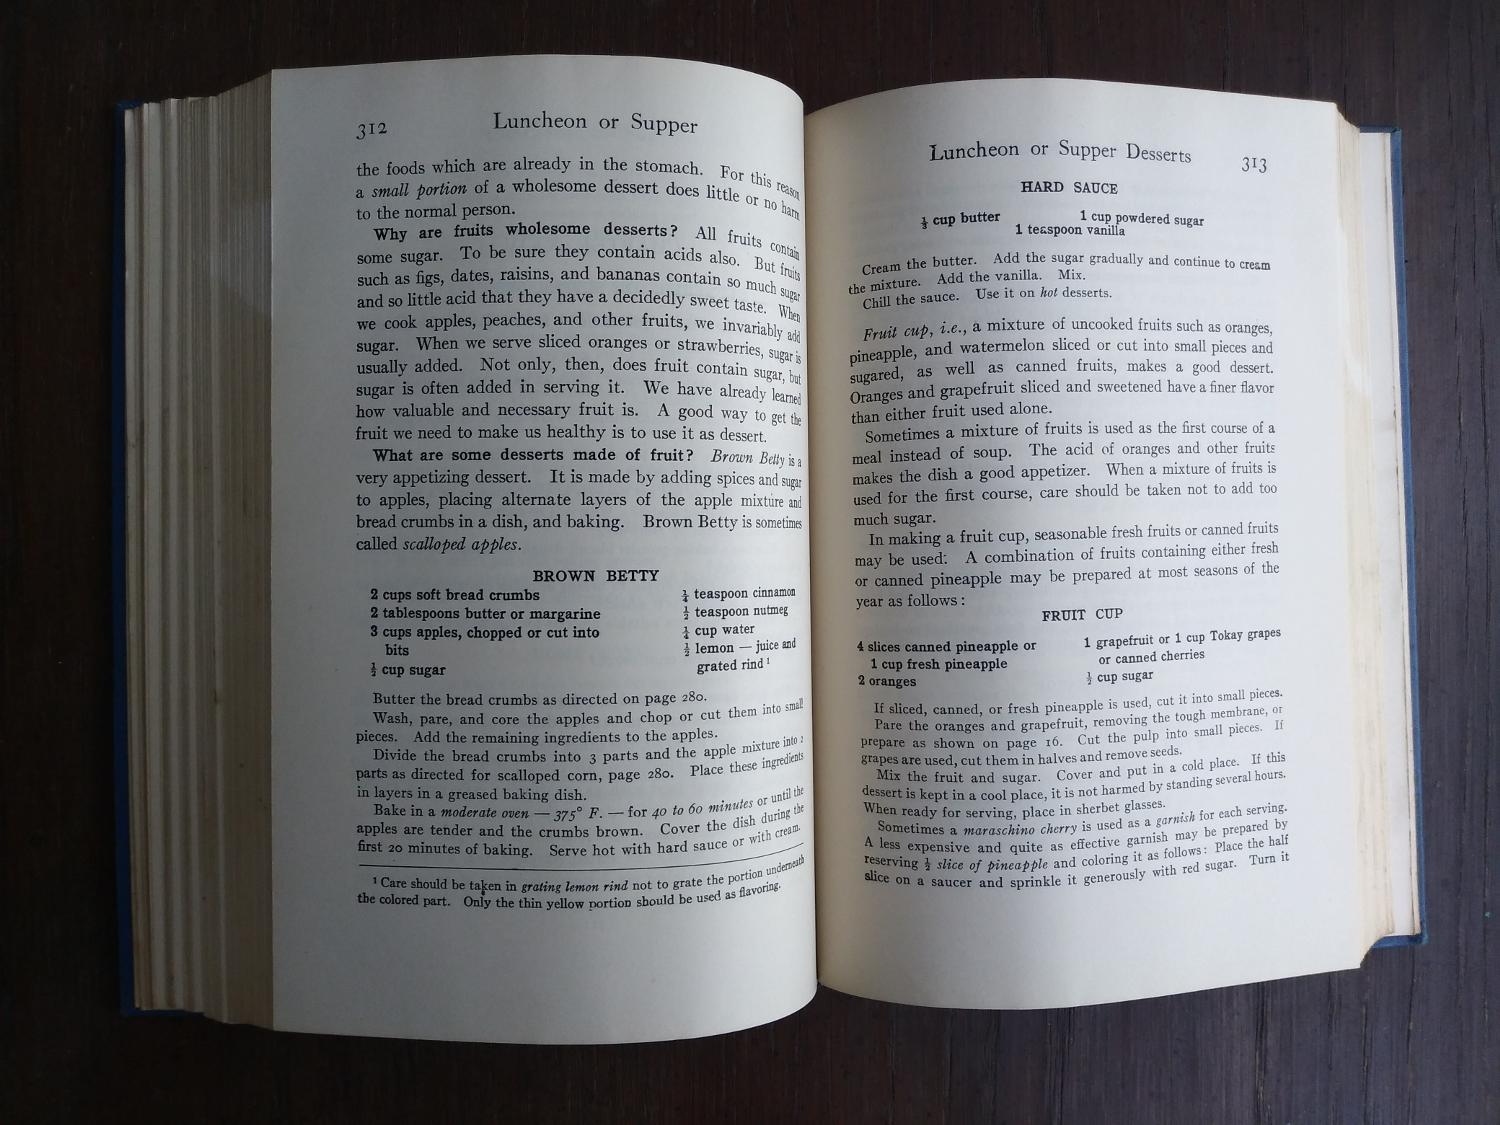 312 Luncheon or Supper
the foods which are already in the stomach. For this reason
a small portion of a wholesome dessert does little or no harm
to the normal person.
Why are fruits wholesome desserts? All fruits contain
some sugar. To be sure they contain acids also. But fruits
such as figs, dates, raisins, and bananas contain so much sugar
and so little acid that they have a decidedly sweet taste. When
we cook apples, peaches, and other fruits, we invariably add
sugar. When we serve sliced oranges or strawberries, sugar is
usually added. Not only, then, does fruit contain sugar, but
sugar is often added in serving it. We have already learned
how valuable and necessary fruit is. A good way to get the
fruit we need to make us healthy is to use it as dessert.
What are some desserts made of fruit? Brown Betty is a
very appetizing dessert. It is made by adding spices and sugar
to apples, placing alternate layers of the apple mixture and
bread crumbs in a dish, and baking. Brown Betty is sometimes
called scalloped apples.
BROWN BETTY
2 cups soft bread crumbs
2 tablespoons butter or margarine
3 cups apples, chopped or cut into
bits
½ cup sugar
¼ teaspoon cinnamon
½ teaspoon nutmeg
¼ cup water
½ lemon — juice and
grated rind ¹
Butter the bread crumbs as directed on page 280.
Wash, pare, and core the apples and chop or cut them into small
pieces. Add the remaining ingredients to the apples.
Divide the bread crumbs into 3 parts and the apple mixture into 2
parts as directed for scalloped corn, page 280. Place these ingredients
in layers in a greased baking dish.
Bake in a moderate oven — 375° F. — for 40 to 60 minutes or until the
apples are tender and the crumbs brown. Cover the dish during the
first 20 minutes of baking. Serve hot with hard sauce or with cream.
¹ Care should be taken in grating lemon rind not to grate the portion underneath
the colored part. Only the thin yellow portion should be used as flavoring.
Luncheon or Supper Desserts 313
HARD SAUCE
⅓ cup butter 1 cup powdered sugar
1 teaspoon vanilla
Cream the butter. Add the sugar gradually and continue to cream
the mixture. Add the vanilla. Mix.
Chill the sauce. Use it on hot desserts.
Fruit cup, i.e., a mixture of uncooked fruits such as oranges,
pineapple, and watermelon sliced or cut into small pieces and
sugared, as well as canned fruits, makes a good dessert.
Oranges and grapefruit sliced and sweetened have a finer flavor
than either fruit used alone.
Sometimes a mixture of fruits is used as the first course of a
meal instead of soup. The acid of oranges and other fruits
makes the dish a good appetizer. When a mixture of fruits is
used for the first course, care should be taken not to add too
much sugar.
In making a fruit cup, seasonable fresh fruits or canned fruits
may be used: A combination of fruits containing either fresh
or canned pineapple may be prepared at most seasons of the
year as follows:
FRUIT CUP
4 slices canned pineapple or
1 cup fresh pineapple
2 oranges
1 grapefruit or 1 cup Tokay grapes
or canned cherries
½ cup sugar
If sliced, canned, or fresh pineapple is used, cut it into small pieces.
Pare the oranges and grapefruit, removing the tough membrane, or
prepare as shown on page 16. Cut the pulp into small pieces. If
grapes are used, cut them in halves and remove seeds.
Mix the fruit and sugar. Cover and put in a cold place. If this
dessert is kept in a cool place, it is not harmed by standing several hours.
When ready for serving, place in sherbet glasses.
Sometimes a maraschino cherry is used as a garnish for each serving.
A less expensive and quite as effective garnish may be prepared by
reserving ½ slice of pineapple and coloring it as follows: Place the half
slice on a saucer and sprinkle it generously with red sugar. Turn it